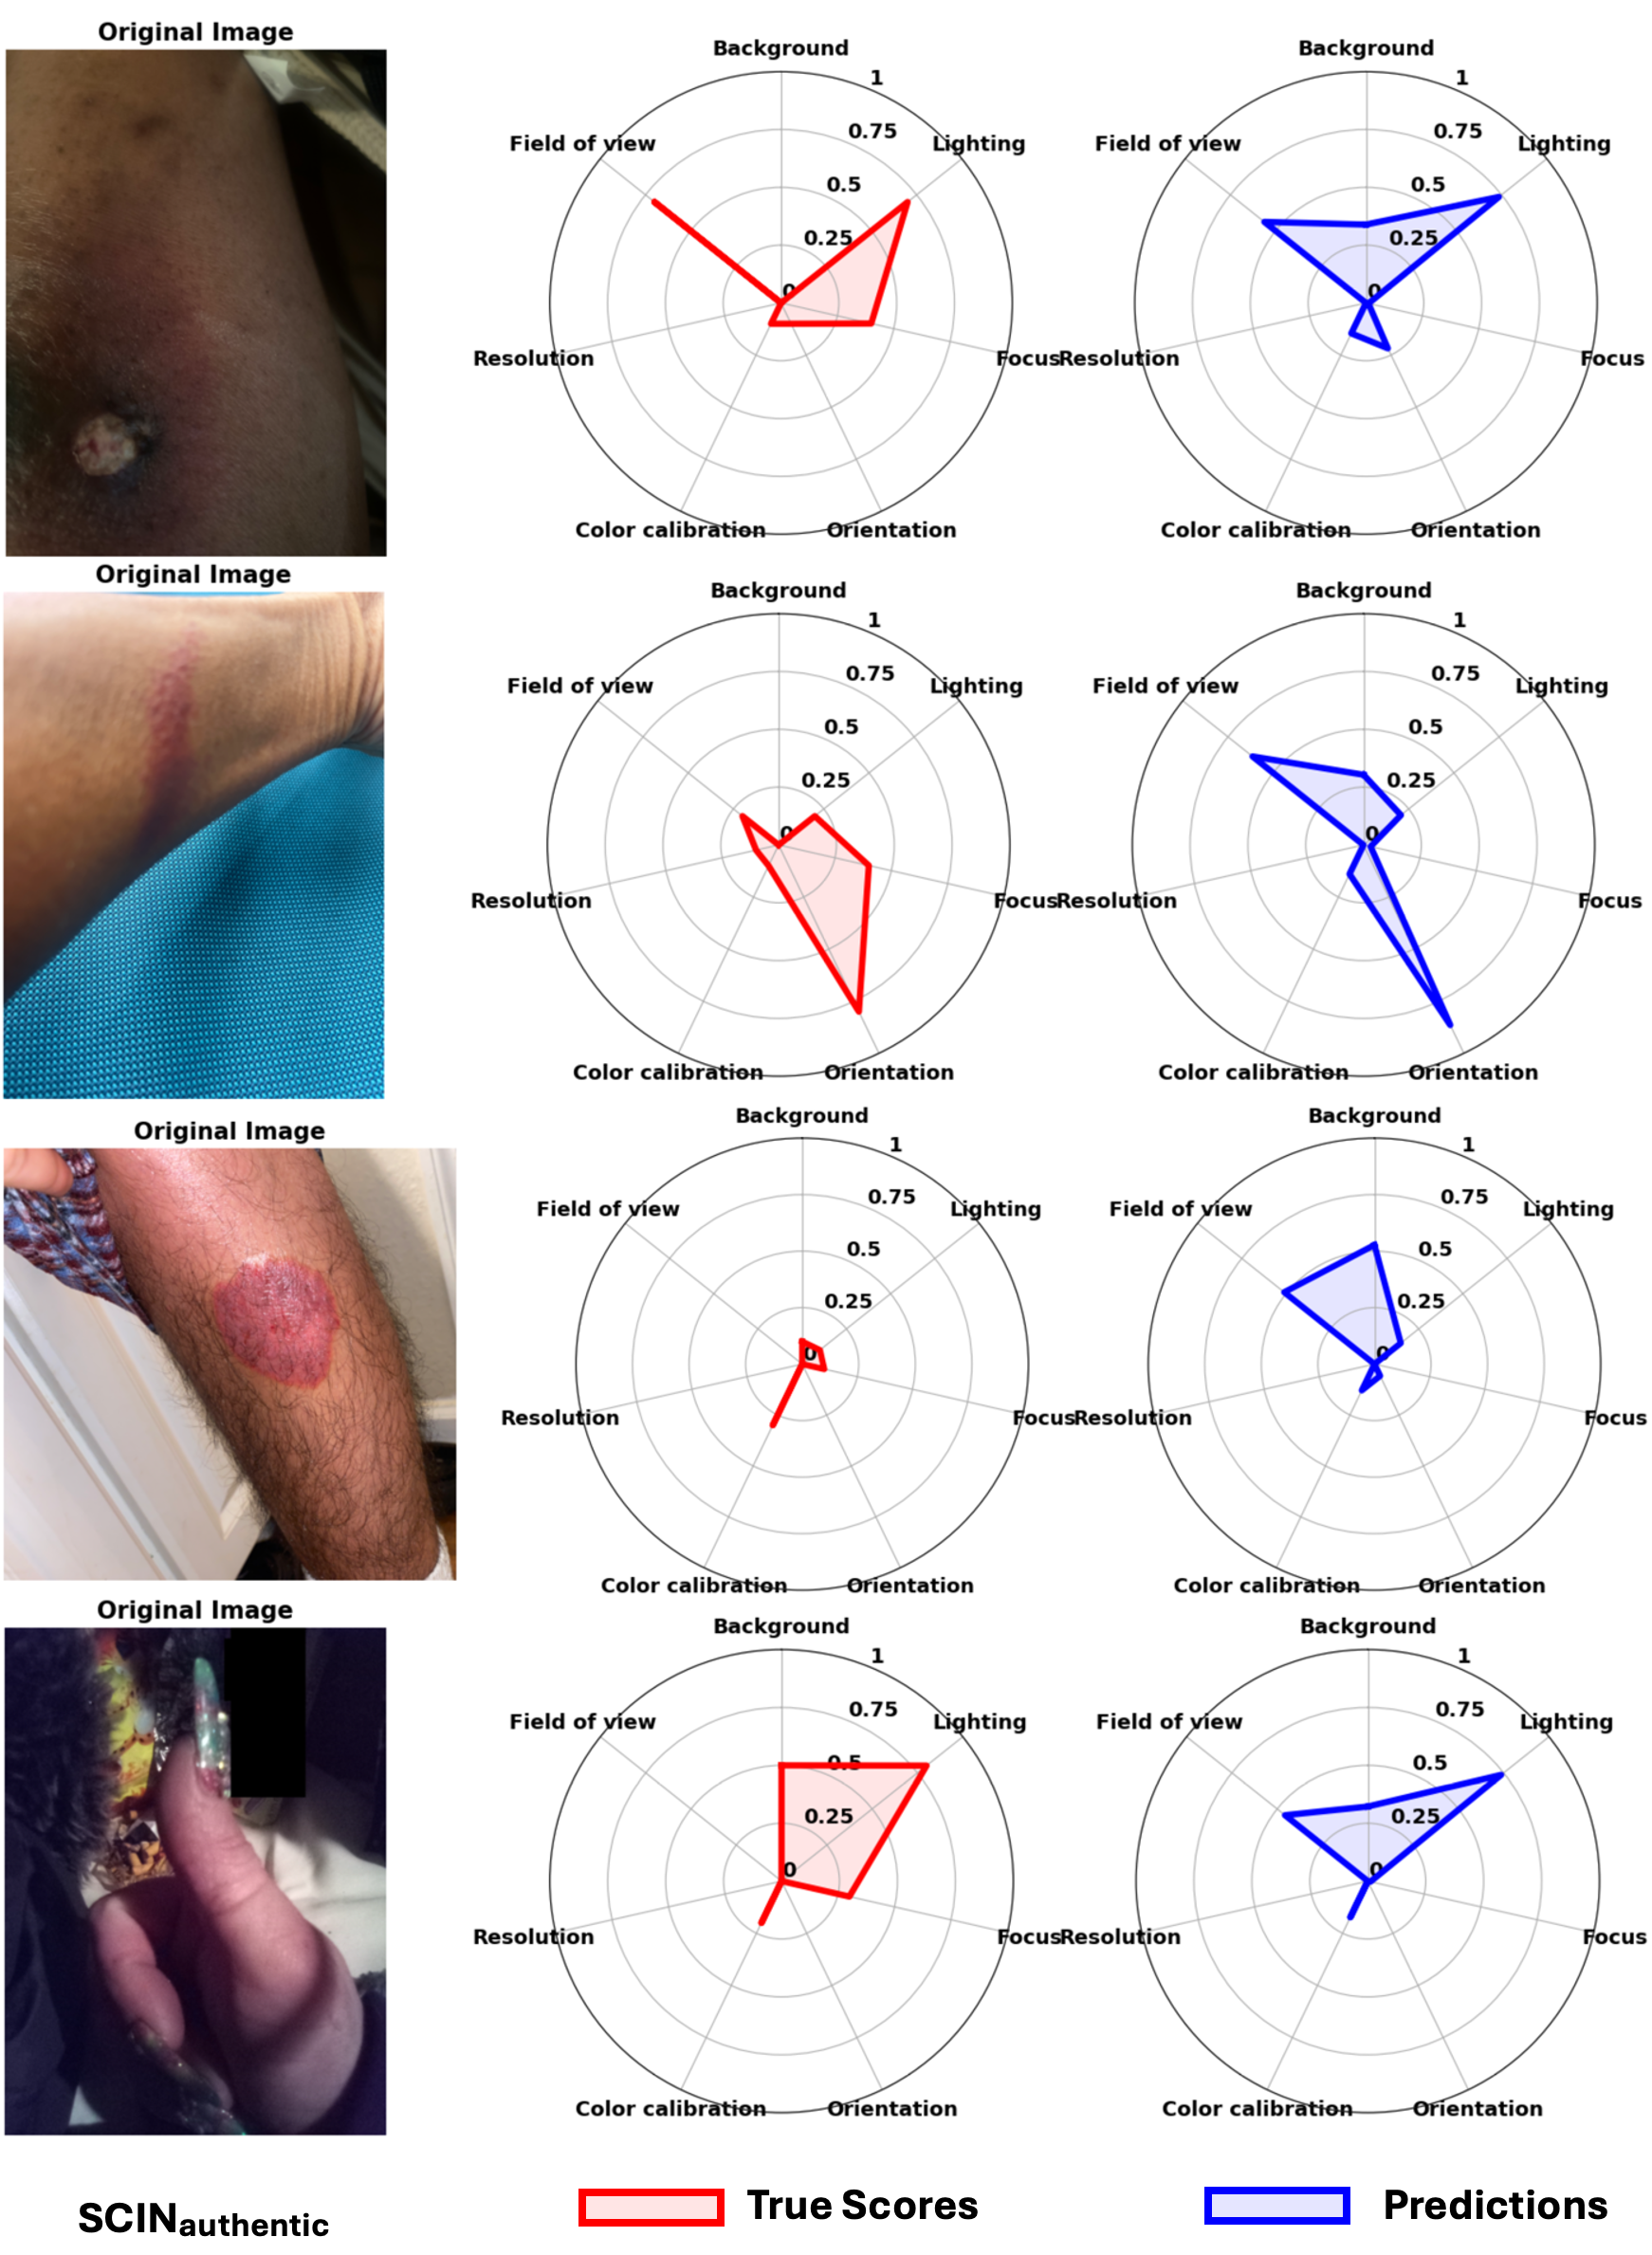 Original Image
Background
1
0.75
0.5
0.25
0
Field of view
Lighting
Resolution
Focus
Color calibration
Orientation
Background
1
0.75
0.5
0.25
0
Field of view
Lighting
Resolution
Focus
Color calibration
Orientation
Original Image
Background
1
0.75
0.5
0.25
0
Field of view
Lighting
Resolution
Focus
Color calibration
Orientation
Background
1
0.75
0.5
0.25
0
Field of view
Lighting
Resolution
Focus
Color calibration
Orientation
Original Image
Background
1
0.75
0.5
0.25
0
Field of view
Lighting
Resolution
Focus
Color calibration
Orientation
Background
1
0.75
0.5
0.25
0
Field of view
Lighting
Resolution
Focus
Color calibration
Orientation
Original Image
Background
1
0.75
0.5
0.25
0
Field of view
Lighting
Resolution
Focus
Color calibration
Orientation
Background
1
0.75
0.5
0.25
0
Field of view
Lighting
Resolution
Focus
Color calibration
Orientation
SCINauthentic
True Scores
Predictions